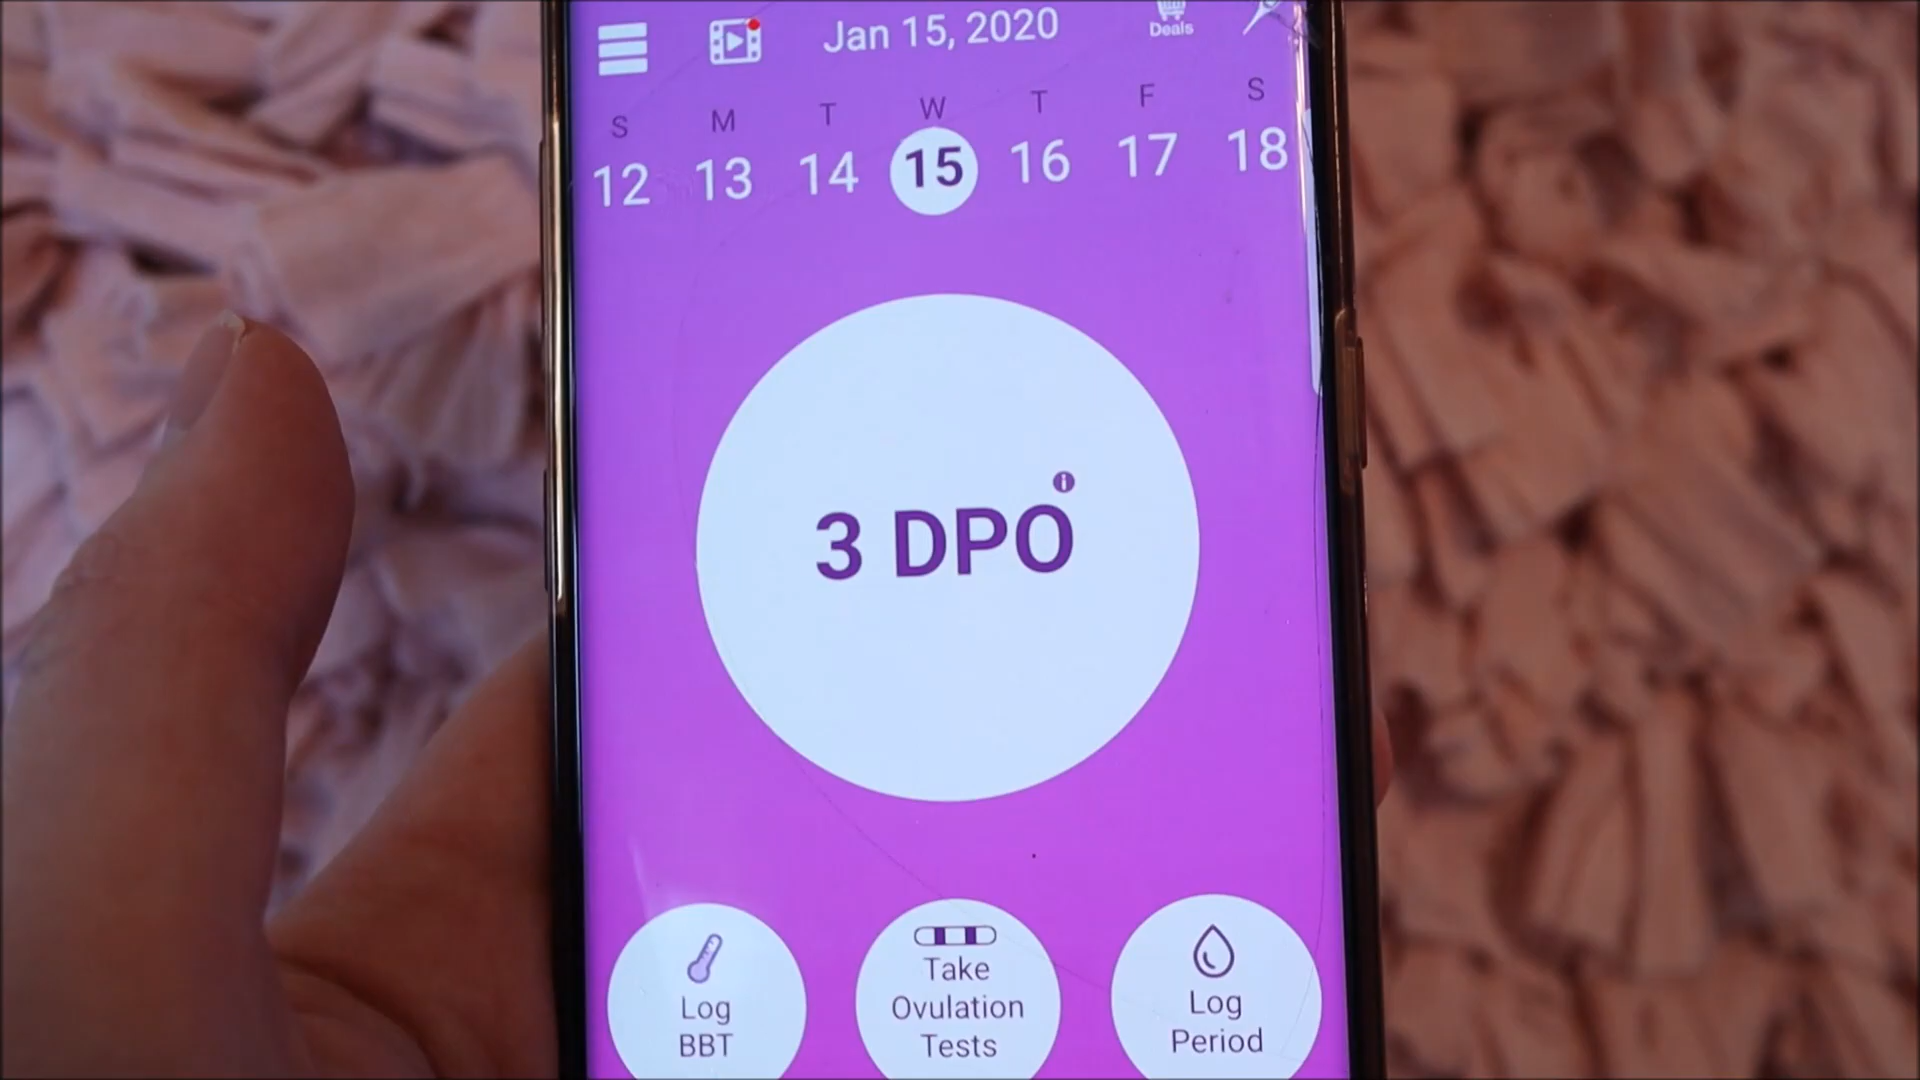 Jan 15, 2020
Deals
S M T W T F S
12 13 14 15 16 17 18
3 DPO
Log
BBT
Take
Ovulation
Tests
Log
Period